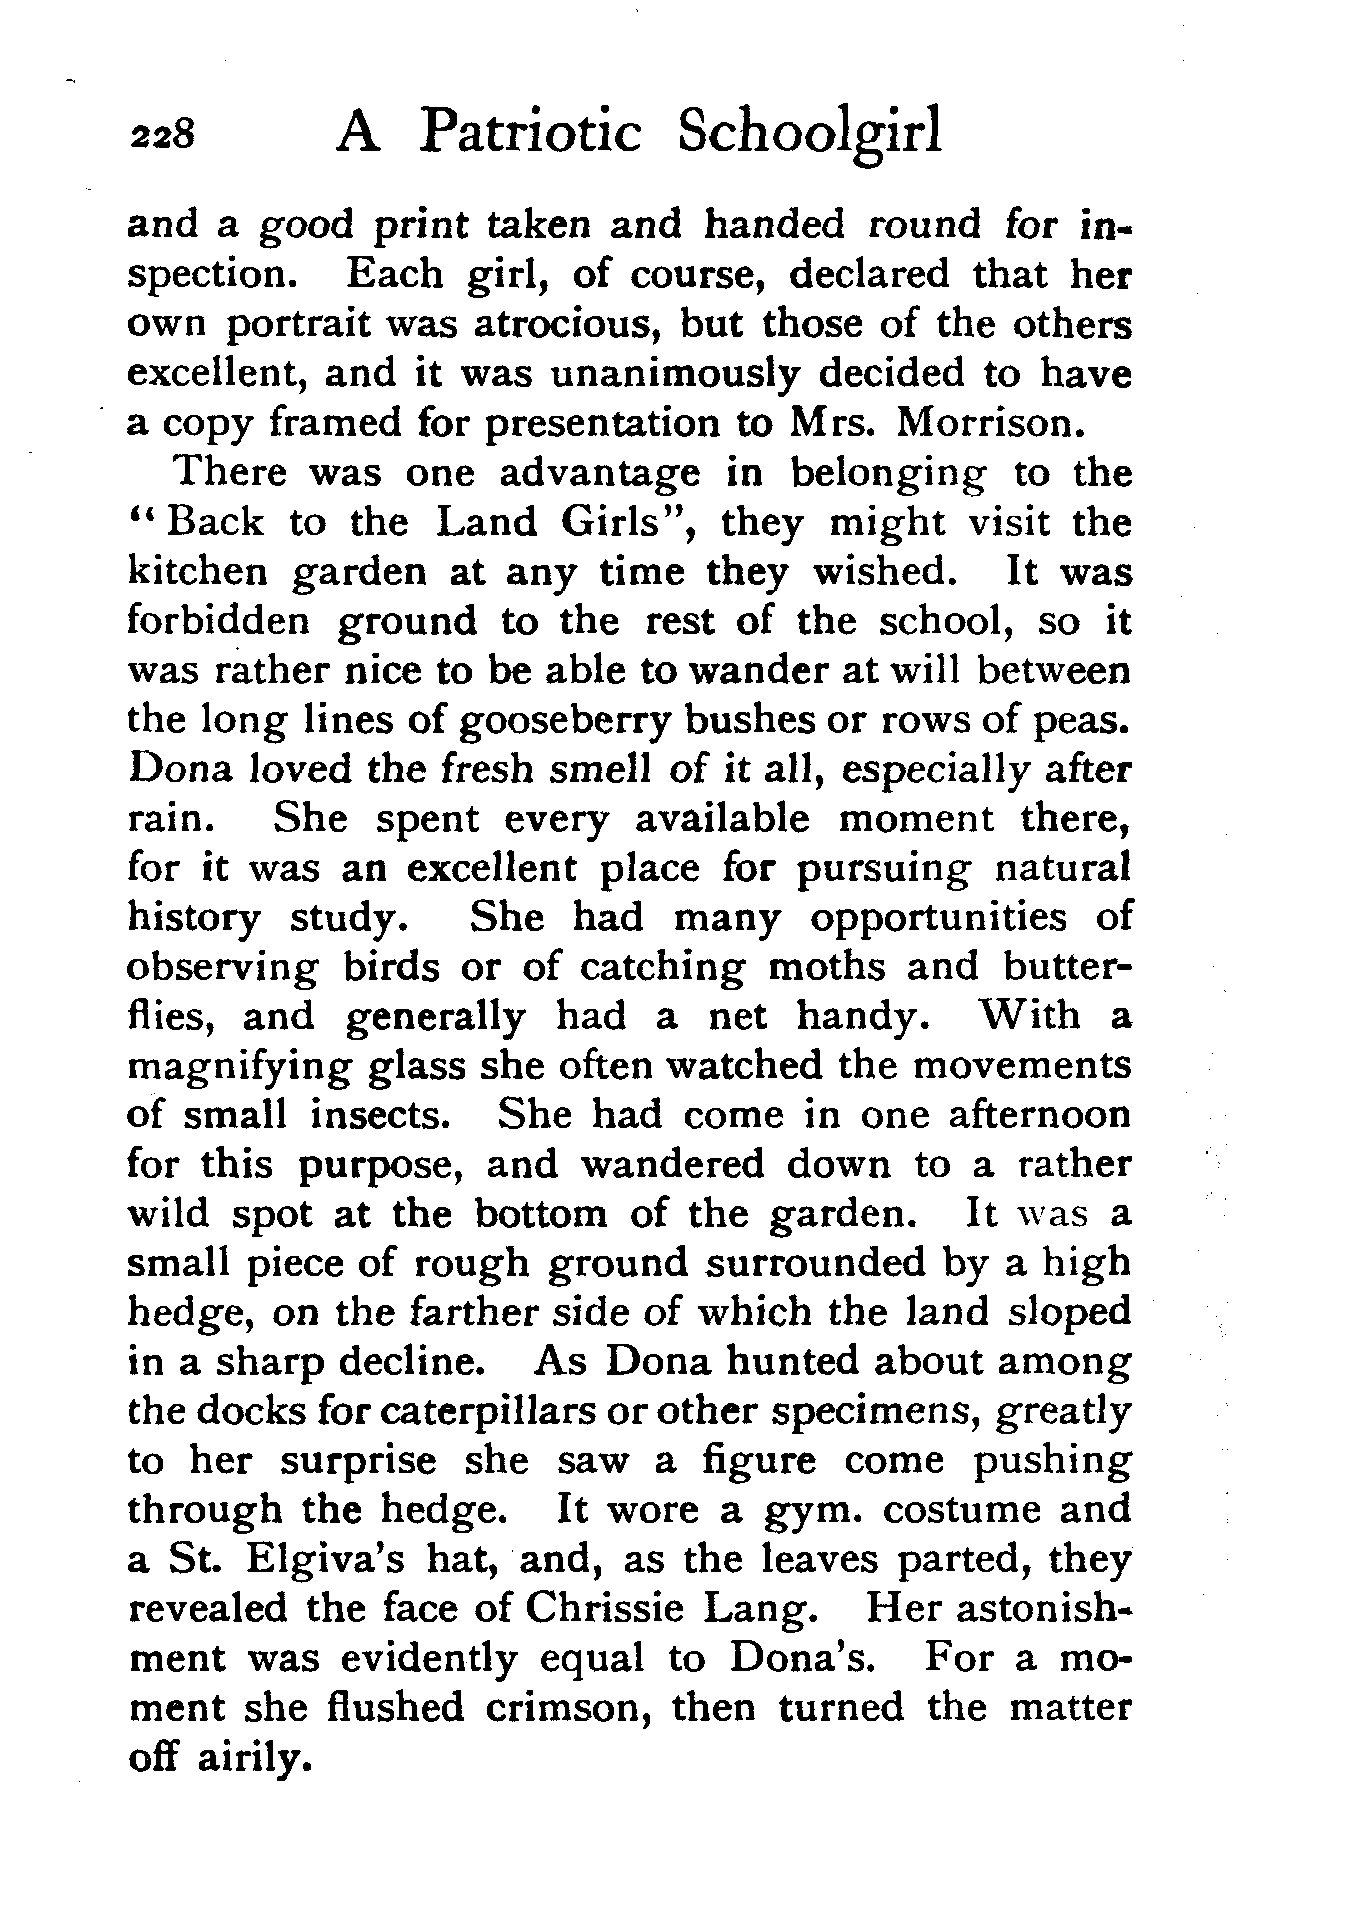 228 A Patriotic Schoolgirl
and a good print taken and handed round for in-
spection. Each girl, of course, declared that her
own portrait was atrocious, but those of the others
excellent, and it was unanimously decided to have
a copy framed for presentation to Mrs. Morrison.
There was one advantage in belonging to the
“Back to the Land Girls”, they might visit the
kitchen garden at any time they wished. It was
forbidden ground to the rest of the school, so it
was rather nice to be able to wander at will between
the long lines of gooseberry bushes or rows of peas.
Dona loved the fresh smell of it all, especially after
rain. She spent every available moment there,
for it was an excellent place for pursuing natural
history study. She had many opportunities of
observing birds or of catching moths and butter-
flies, and generally had a net handy. With a
magnifying glass she often watched the movements
of small insects. She had come in one afternoon
for this purpose, and wandered down to a rather
wild spot at the bottom of the garden. It was a
small piece of rough ground surrounded by a high
hedge, on the farther side of which the land sloped
in a sharp decline. As Dona hunted about among
the docks for caterpillars or other specimens, greatly
to her surprise she saw a figure come pushing
through the hedge. It wore a gym. costume and
a St. Elgiva's hat, and, as the leaves parted, they
revealed the face of Chrissie Lang. Her astonish-
ment was evidently equal to Dona's. For a mo-
ment she flushed crimson, then turned the matter
off airily.